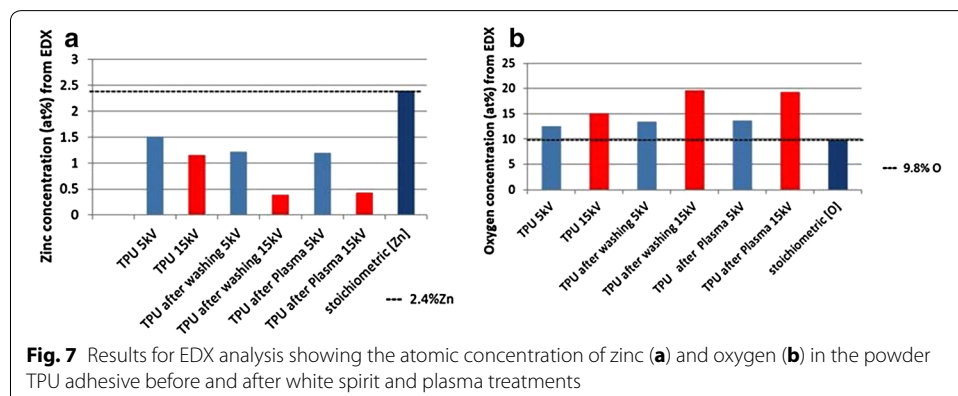 a
Zinc concentration (at%) from EDX
3
2.5
2
1.5
1
0.5
0
TPU 5kV
TPU 15kV
TPU after washing 5kV
TPU after washing 15kV
TPU after Plasma 5kV
TPU after Plasma 15kV
stoichiometric [Zn]
--- 2.4%Zn
b
Oxygen concentration (at%) from EDX
25
20
15
10
5
0
TPU 5kV
TPU 15kV
TPU after washing 5kV
TPU after washing 15kV
TPU after Plasma 5kV
TPU after Plasma 15kV
stoichiometric [O]
--- 9.8% O
Fig. 7 Results for EDX analysis showing the atomic concentration of zinc (a) and oxygen (b) in the powder
TPU adhesive before and after white spirit and plasma treatments